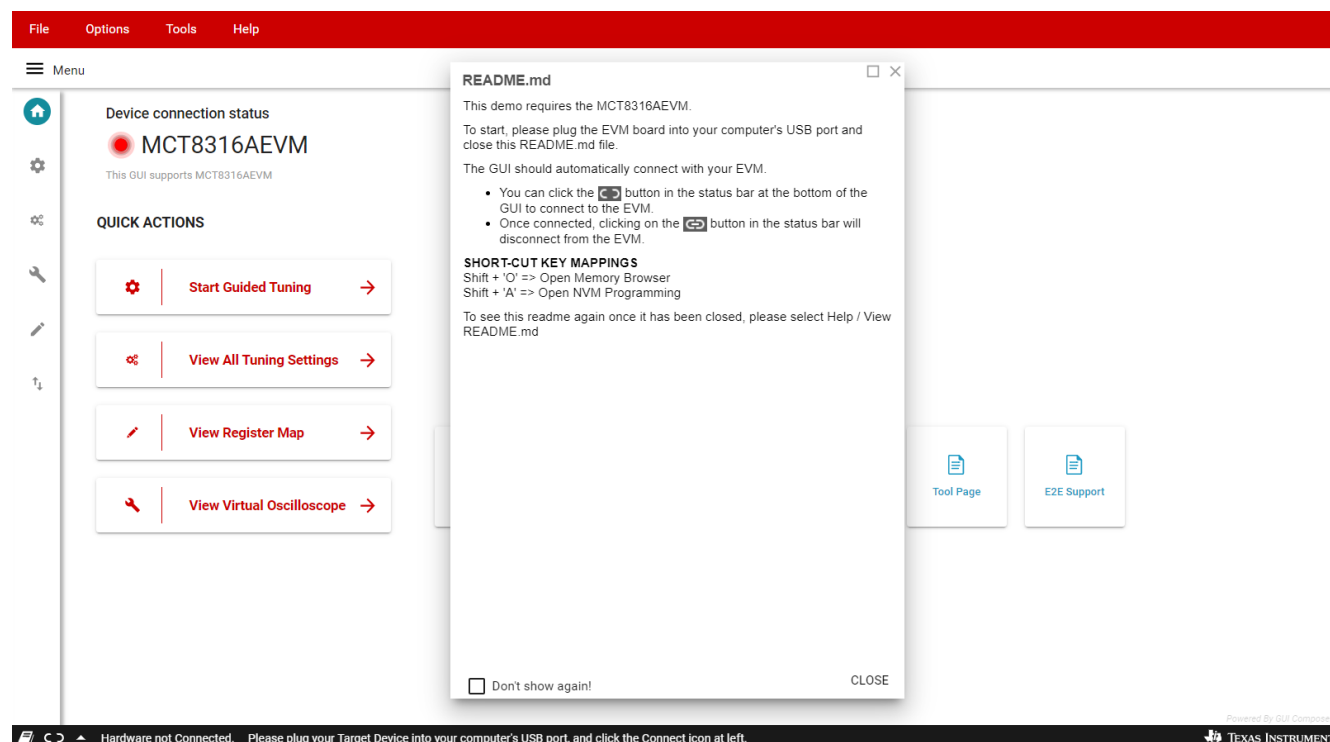 File Options Tools Help
Menu
Device connection status
MCT8316AEVM
This GUI supports MCT8316AEVM
QUICK ACTIONS
Start Guided Tuning
View All Tuning Settings
View Register Map
View Virtual Oscilloscope
README.md
This demo requires the MCT8316AEVM.
To start, please plug the EVM board into your computer's USB port and
close this README.md file.
The GUI should automatically connect with your EVM.
You can click the button in the status bar at the bottom of the
GUI to connect to the EVM.
Once connected, clicking on the button in the status bar will
disconnect from the EVM.
SHORT-CUT KEY MAPPINGS
Shift + 'O' => Open Memory Browser
Shift + 'A' => Open NVM Programming
To see this readme again once it has been closed, please select Help / View
README.md
Don't show again!
CLOSE
Tool Page
E2E Support
Powered By GUI Compose
Hardware not Connected. Please plug your Target Device into your computer's USB port, and click the Connect icon at left.
TEXAS INSTRUMENT